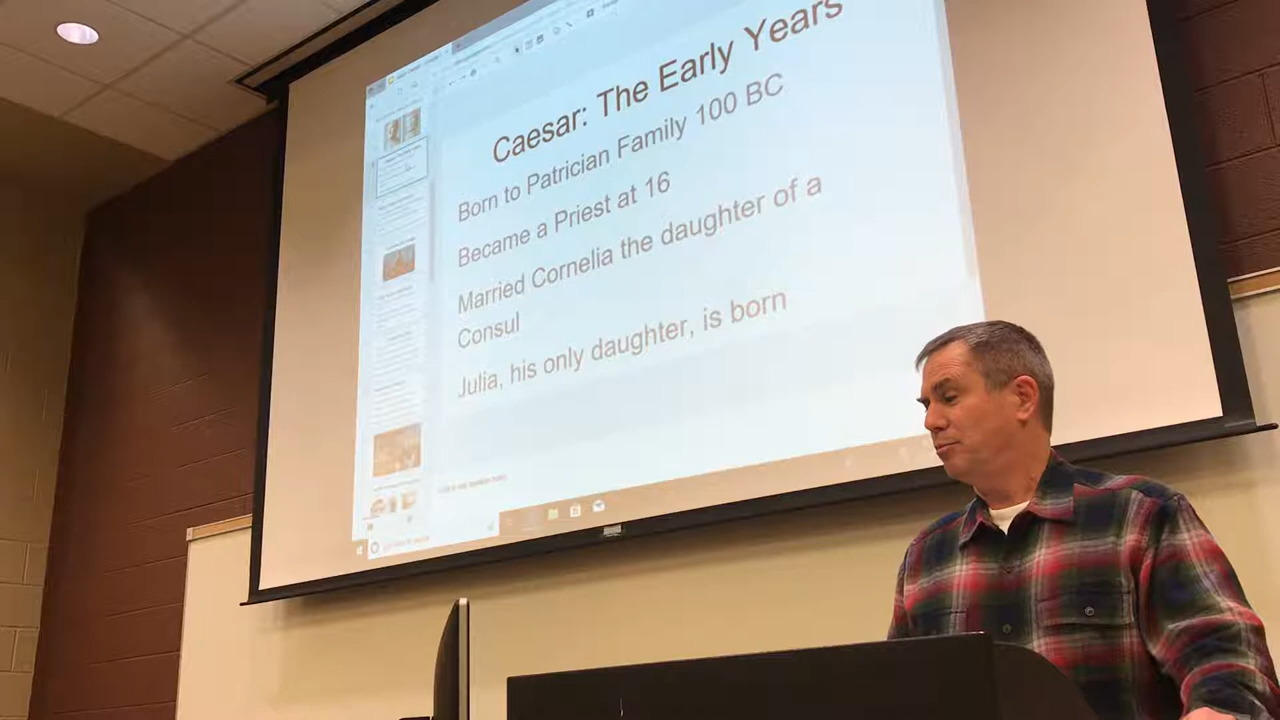 Caesar: The Early Years
Born to Patrician Family 100 BC
Became a Priest at 16
Married Cornelia the daughter of a
Consul
Julia, his only daughter, is born